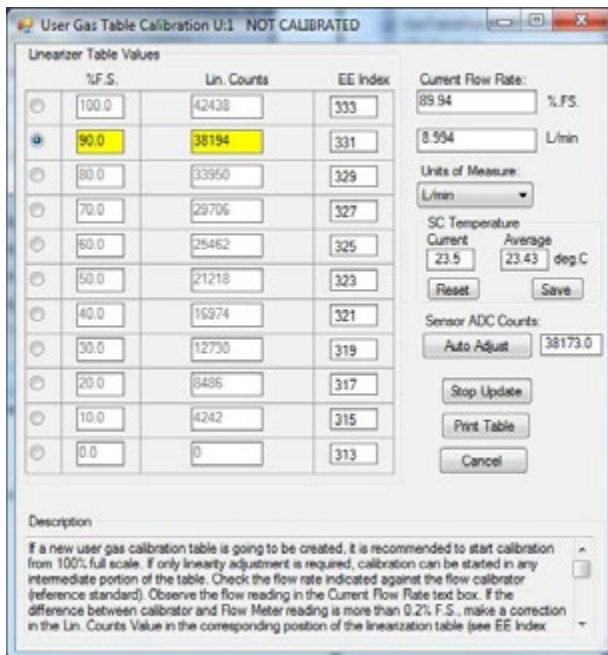 User Gas Table Calibration U:1 NOT CALIBRATED
Linearizer Table Values
%F.S. Lin. Counts EE Index
100.0 42438 333
90.0 38194 331
80.0 33950 329
70.0 29706 327
60.0 25462 325
50.0 21218 323
40.0 16974 321
30.0 12730 319
20.0 8486 317
10.0 4242 315
0.0 0 313
Current Flow Rate:
89.94 %.FS.
8.994 L/min
Units of Measure:
L/min
SC Temperature
Current Average
23.5 23.43 deg.C
Reset Save
Sensor ADC Counts:
Auto Adjust 38173.0
Stop Update
Print Table
Cancel
Description
If a new user gas calibration table is going to be created, it is recommended to start calibration
from 100% full scale. If only linearity adjustment is required, calibration can be started in any
intermediate portion of the table. Check the flow rate indicated against the flow calibrator
(reference standard). Observe the flow reading in the Current Flow Rate text box. If the
difference between calibrator and Flow Meter reading is more than 0.2% F.S., make a correction
in the Lin. Counts Value in the corresponding position of the linearization table (see EE Index